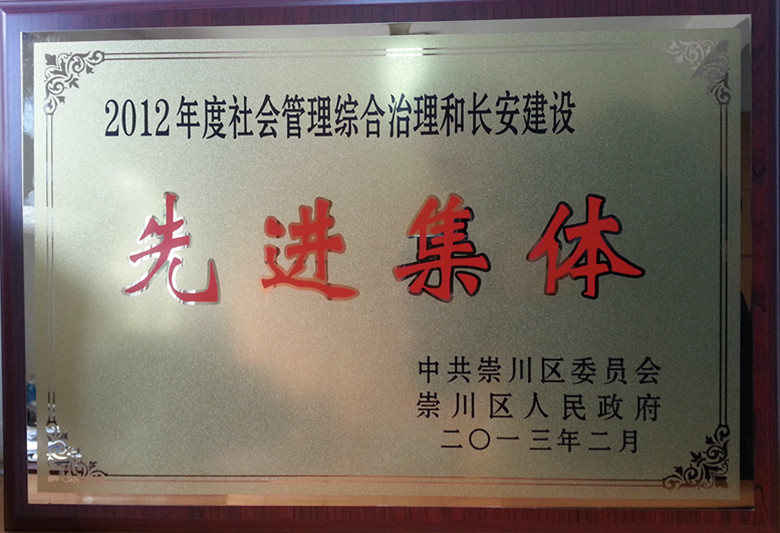 2012年度社会管理综合治理和长安建设
先进集体
中共崇川区委员会
崇川区人民政府
二〇一三年二月